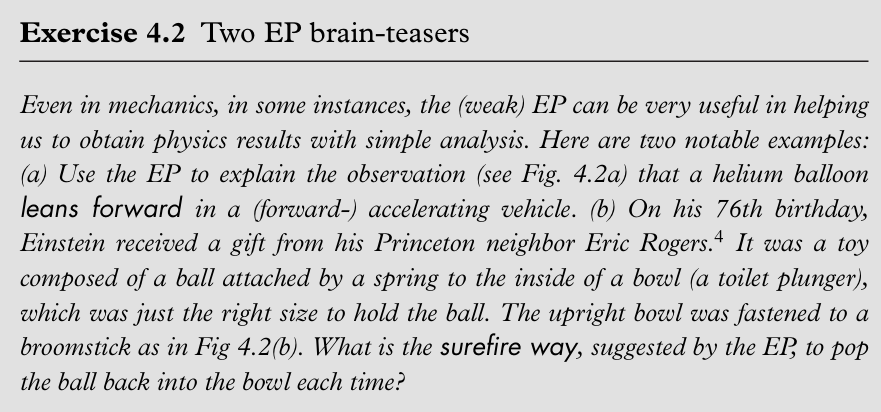 Exercise 4.2 Two EP brain-teasers
Even in mechanics, in some instances, the (weak) EP can be very useful in helping
us to obtain physics results with simple analysis. Here are two notable examples:
(a) Use the EP to explain the observation (see Fig. 4.2a) that a helium balloon
leans forward in a (forward-) accelerating vehicle. (b) On his 76th birthday,
Einstein received a gift from his Princeton neighbor Eric Rogers.4 It was a toy
composed of a ball attached by a spring to the inside of a bowl (a toilet plunger),
which was just the right size to hold the ball. The upright bowl was fastened to a
broomstick as in Fig 4.2(b). What is the surefire way, suggested by the EP, to pop
the ball back into the bowl each time?